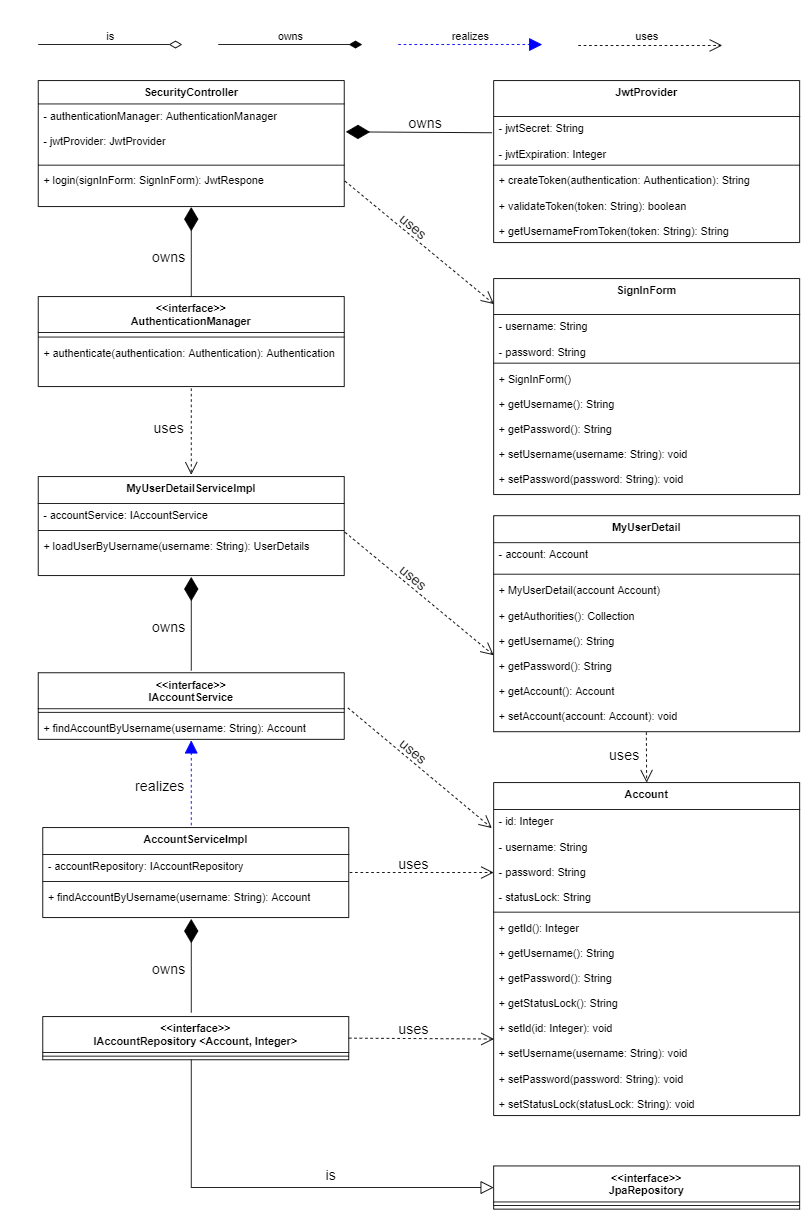 is
owns
realizes
uses
SecurityController
- authenticationManager: AuthenticationManager
- jwtProvider: JwtProvider
+ login(signInForm: SignInForm): JwtRespone
owns
JwtProvider
- jwtSecret: String
- jwtExpiration: Integer
+ createToken(authentication: Authentication): String
+ validateToken(token: String): boolean
+ getUsernameFromToken(token: String): String
uses
owns
<<interface>>
AuthenticationManager
+ authenticate(authentication: Authentication): Authentication
SignInForm
- username: String
- password: String
+ SignInForm()
+ getUsername(): String
+ getPassword(): String
+ setUsername(username: String): void
+ setPassword(password: String): void
uses
MyUserDetailServiceImpl
- accountService: IAccountService
+ loadUserByUsername(username: String): UserDetails
uses
MyUserDetail
- account: Account
+ MyUserDetail(account Account)
+ getAuthorities(): Collection
+ getUsername(): String
+ getPassword(): String
+ getAccount(): Account
+ setAccount(account: Account): void
owns
<<interface>>
IAccountService
+ findAccountByUsername(username: String): Account
uses
uses
realizes
Account
- id: Integer
- username: String
- password: String
- statusLock: String
+ getId(): Integer
+ getUsername(): String
+ getPassword(): String
+ getStatusLock(): String
+ setId(id: Integer): void
+ setUsername(username: String): void
+ setPassword(password: String): void
+ setStatusLock(statusLock: String): void
AccountServiceImpl
- accountRepository: IAccountRepository
+ findAccountByUsername(username: String): Account
uses
owns
<<interface>>
IAccountRepository <Account, Integer>
uses
is
<<interface>>
JpaRepository